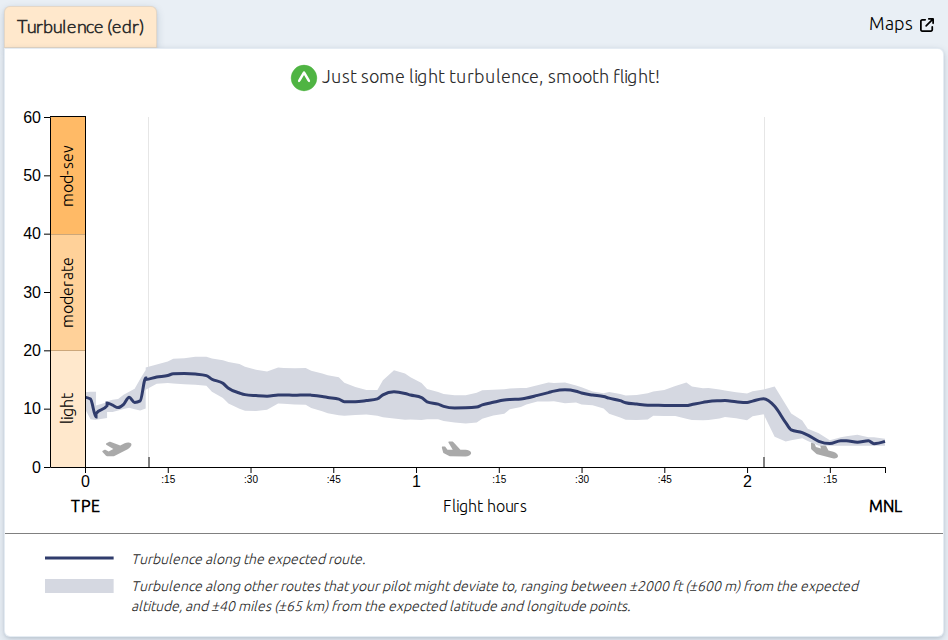 Turbulence (edr)
Maps
Just some light turbulence, smooth flight!
60
50
40
30
20
10
0
mod-sev
moderate
light
0 :15 :30 :45 1 :15 :30 :45 2 :15
TPE Flight hours MNL
Turbulence along the expected route.
Turbulence along other routes that your pilot might deviate to, ranging between ±2000 ft (±600 m) from the expected
altitude, and ±40 miles (±65 km) from the expected latitude and longitude points.